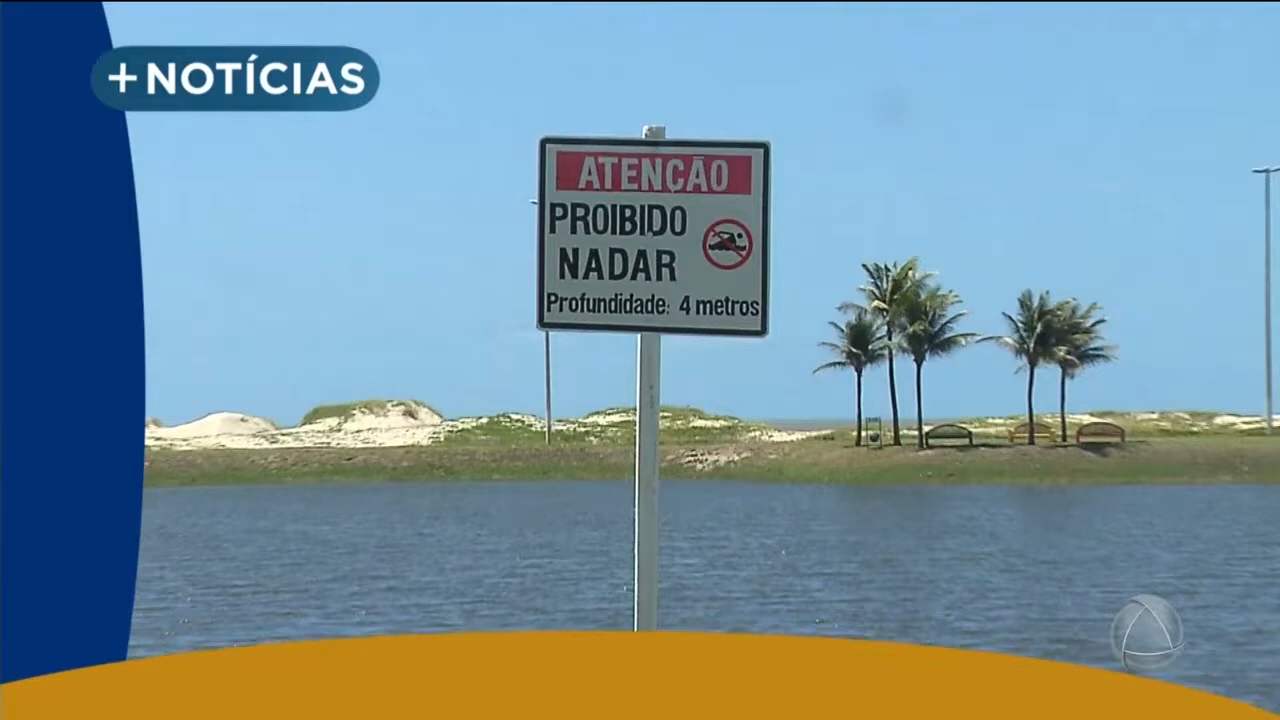 + NOTÍCIAS
ATENÇÃO
PROIBIDO
NADAR
Profundidade: 4 metros